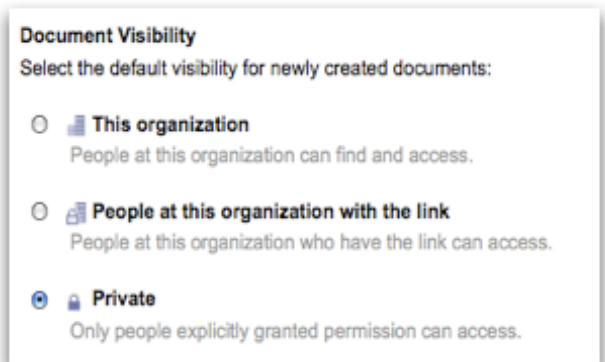 Document Visibility
Select the default visibility for newly created documents:
This organization
People at this organization can find and access.
People at this organization with the link
People at this organization who have the link can access.
Private
Only people explicitly granted permission can access.